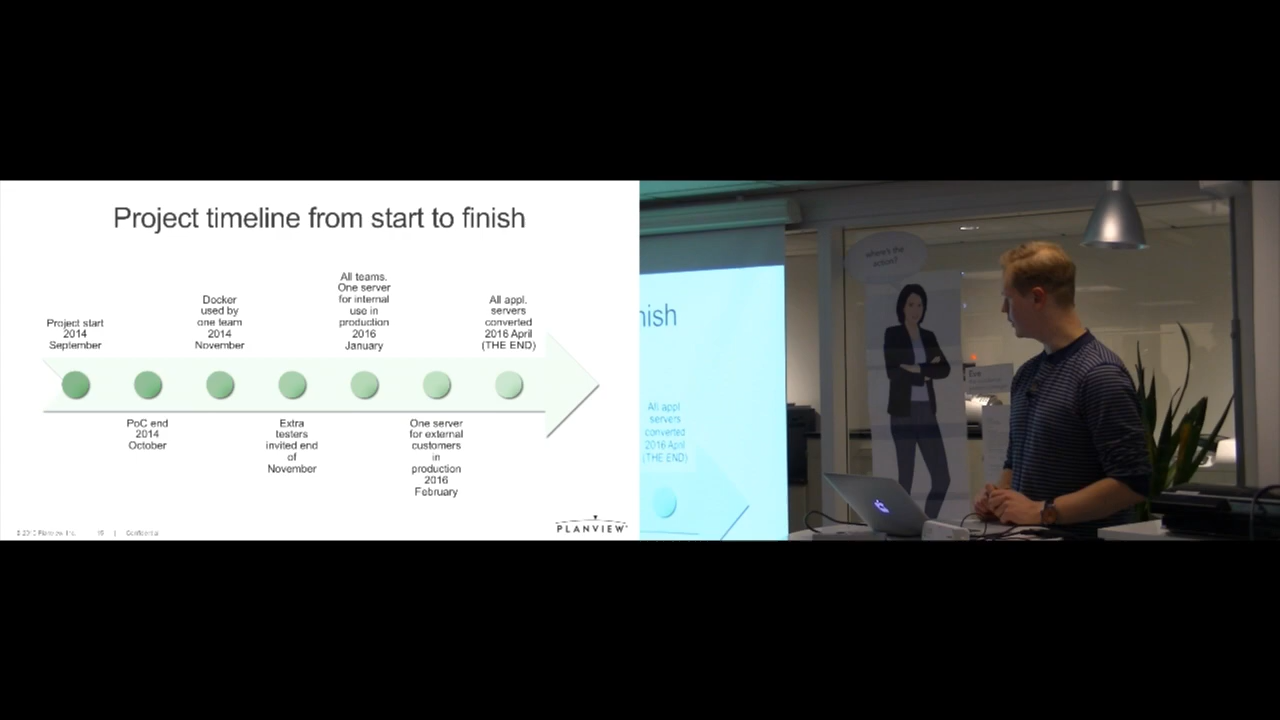 Project timeline from start to finish
Project start
2014
September
PoC end
2014
October
Docker
used by
one team
2014
November
Extra
testers
invited end
of
November
All teams.
One server
for internal
use in
production
2016
January
One server
for external
customers
in
production
2016
February
All appl.
servers
converted
2016 April
(THE END)
PLANVIEW
Confidential
nish
All appl.
servers
converted
2016 April
(THE END)
where's the
action?
Eva